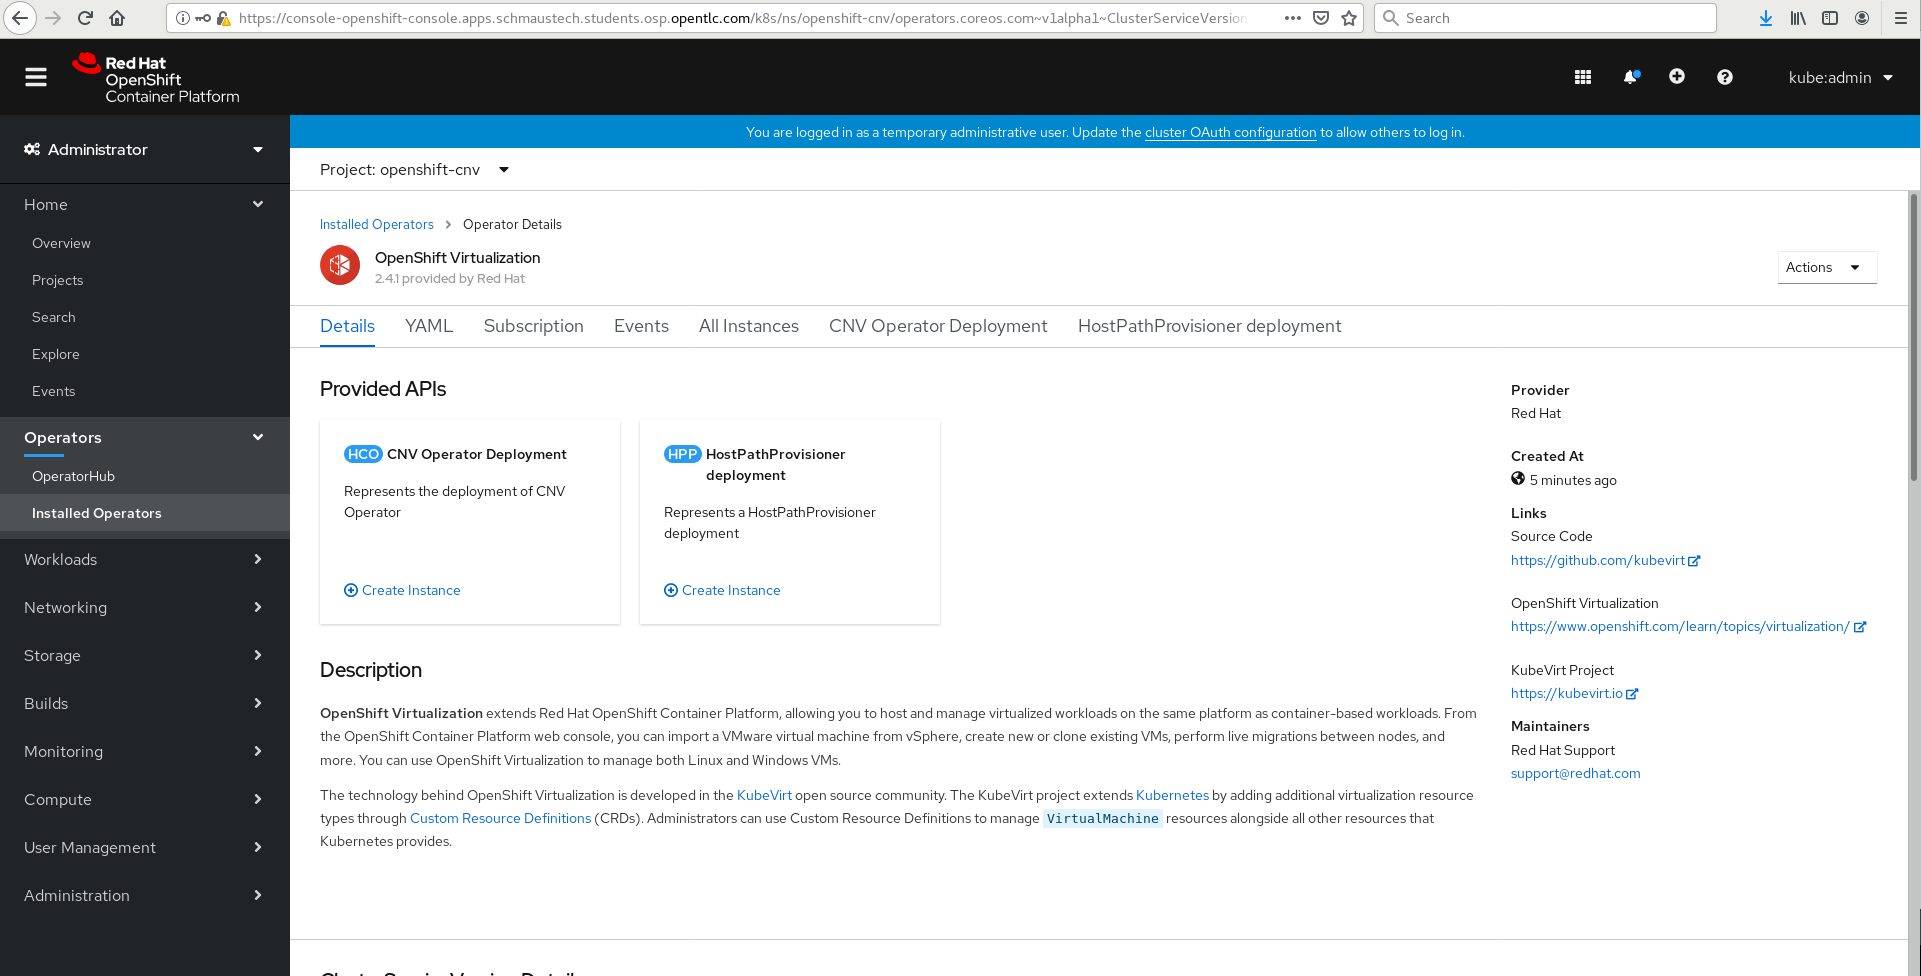 https://console-openshift-console.apps.schmaustech.students.osp.opentlc.com/k8s/ns/openshift-cnv/operators.coreos.com~v1alpha1~ClusterServiceVersion
Search
Red Hat
OpenShift
Container Platform
kube:admin
You are logged in as a temporary administrative user. Update the cluster OAuth configuration to allow others to log in.
Administrator
Home
Overview
Projects
Search
Explore
Events
Operators
OperatorHub
Installed Operators
Workloads
Networking
Storage
Builds
Monitoring
Compute
User Management
Administration
Project: openshift-cnv
Installed Operators > Operator Details
OpenShift Virtualization
2.4.1 provided by Red Hat
Actions
Details YAML Subscription Events All Instances CNV Operator Deployment HostPathProvisioner deployment
Provided APIs
HCO CNV Operator Deployment
Represents the deployment of CNV
Operator
Create Instance
HPP HostPathProvisioner
deployment
Represents a HostPathProvisioner
deployment
Create Instance
Description
OpenShift Virtualization extends Red Hat OpenShift Container Platform, allowing you to host and manage virtualized workloads on the same platform as container-based workloads. From
the OpenShift Container Platform web console, you can import a VMware virtual machine from vSphere, create new or clone existing VMs, perform live migrations between nodes, and
more. You can use OpenShift Virtualization to manage both Linux and Windows VMs.
The technology behind OpenShift Virtualization is developed in the KubeVirt open source community. The KubeVirt project extends Kubernetes by adding additional virtualization resource
types through Custom Resource Definitions (CRDs). Administrators can use Custom Resource Definitions to manage VirtualMachine resources alongside all other resources that
Kubernetes provides.
Provider
Red Hat
Created At
5 minutes ago
Links
Source Code
https://github.com/kubevirt
OpenShift Virtualization
https://www.openshift.com/learn/topics/virtualization/
KubeVirt Project
https://kubevirt.io
Maintainers
Red Hat Support
support@redhat.com